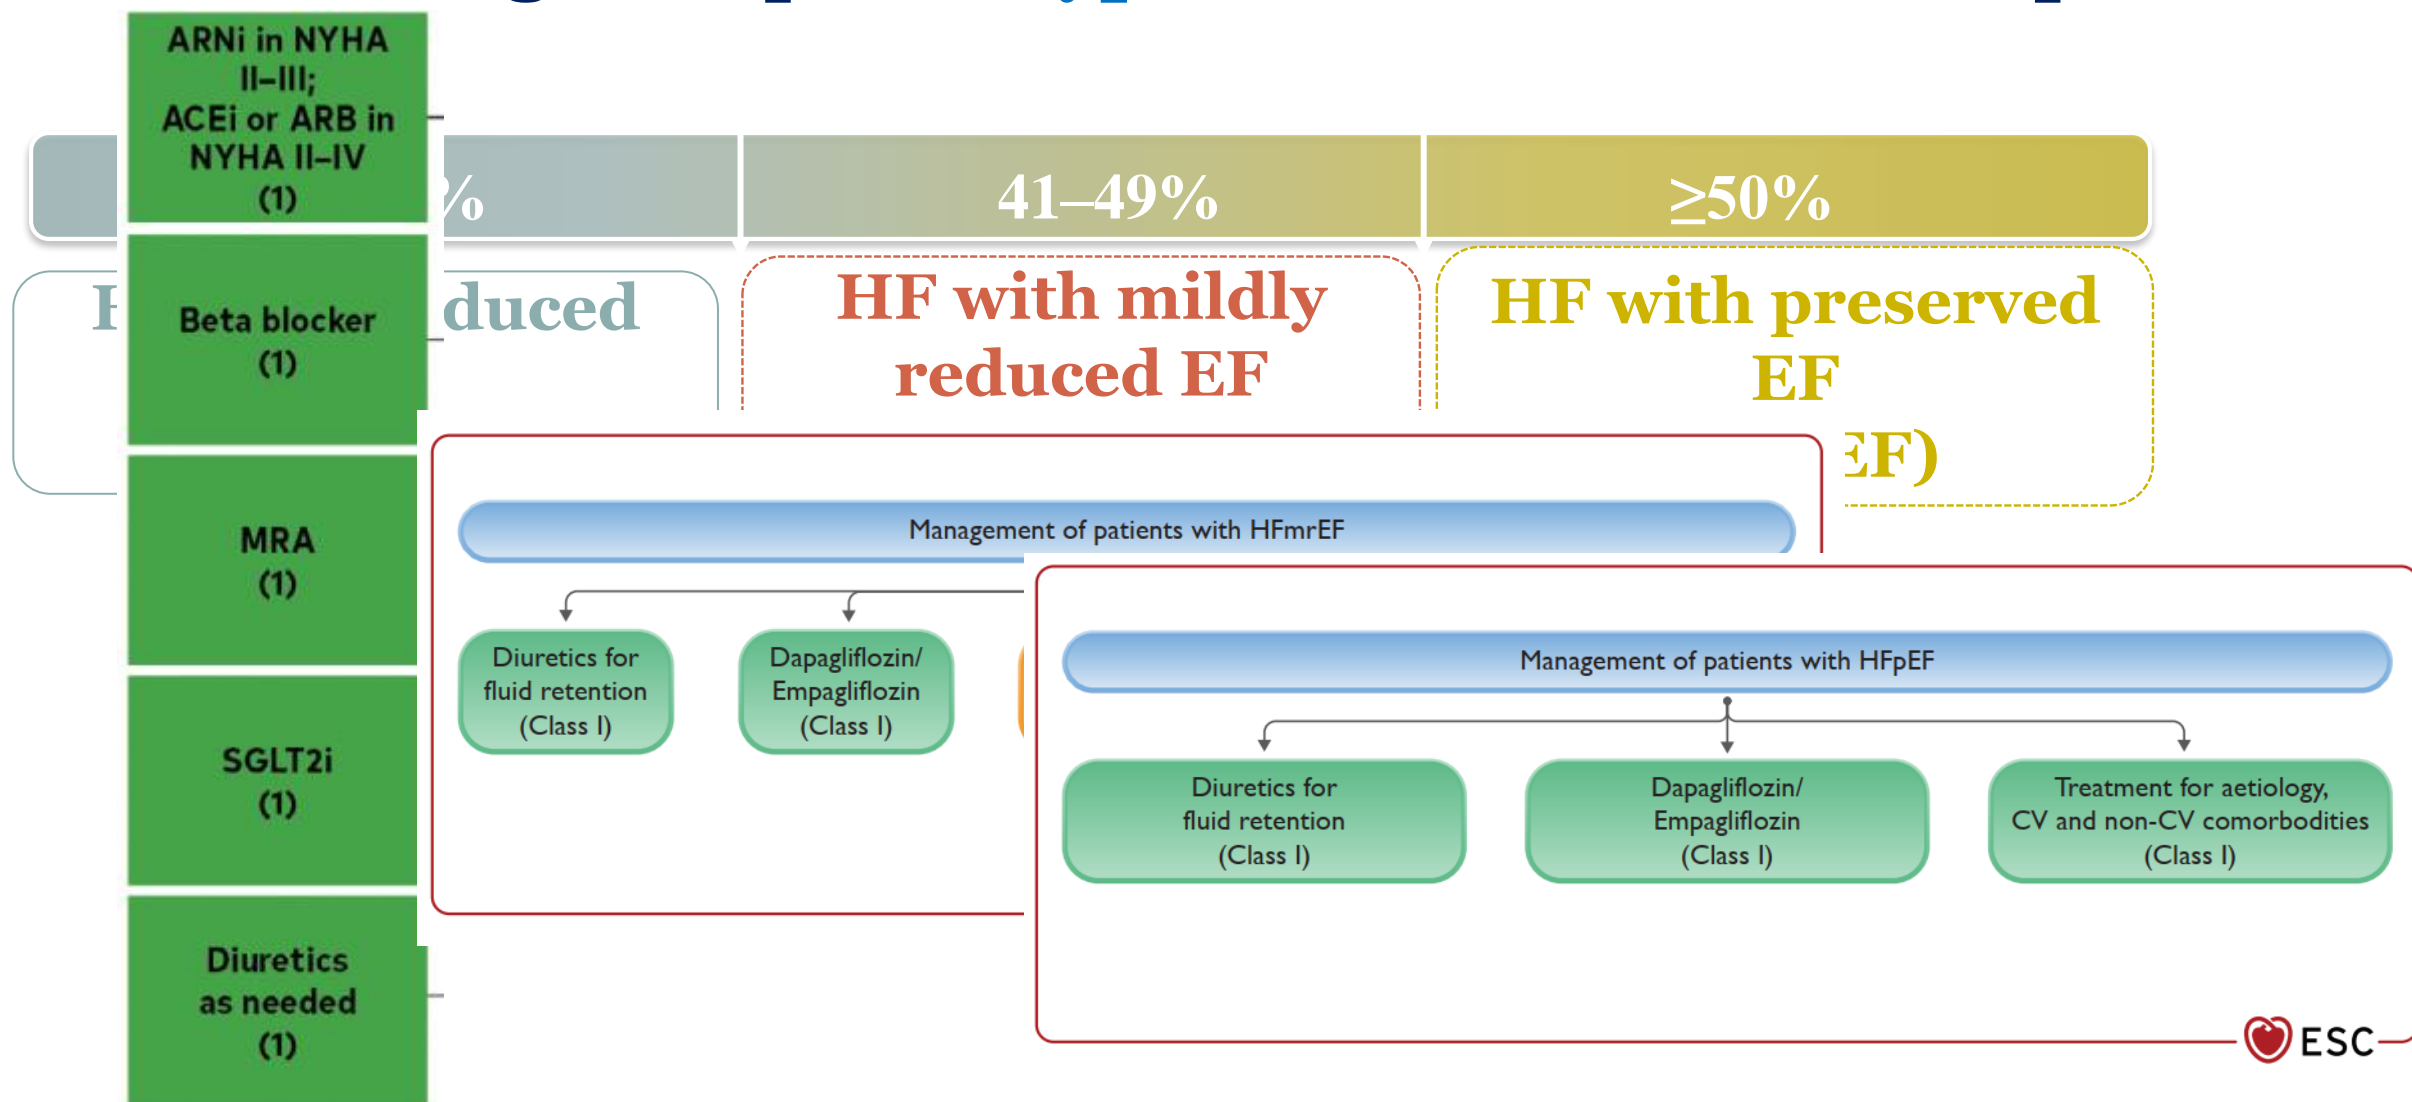 ARNi in NYHA
II–III;
ACEi or ARB in
NYHA II–IV
(1)
%
41–49%
≥50%
Beta blocker
(1)
duced
HF with mildly
reduced EF
HF with preserved
EF
EF)
MRA
(1)
SGLT2i
(1)
Diuretics
as needed
(1)
Management of patients with HFmrEF
Diuretics for
fluid retention
(Class I)
Dapagliflozin/
Empagliflozin
(Class I)
Management of patients with HFpEF
Diuretics for
fluid retention
(Class I)
Dapagliflozin/
Empagliflozin
(Class I)
Treatment for aetiology,
CV and non-CV comorbodities
(Class I)
ESC